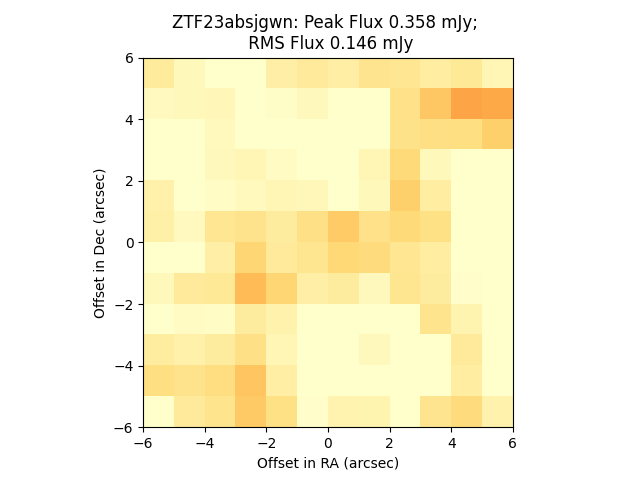 ZTF23absjgwn: Peak Flux 0.358 mJy;
RMS Flux 0.146 mJy
6
4
2
0
−2
−4
−6
Offset in Dec (arcsec)
−6 −4 −2 0 2 4 6
Offset in RA (arcsec)